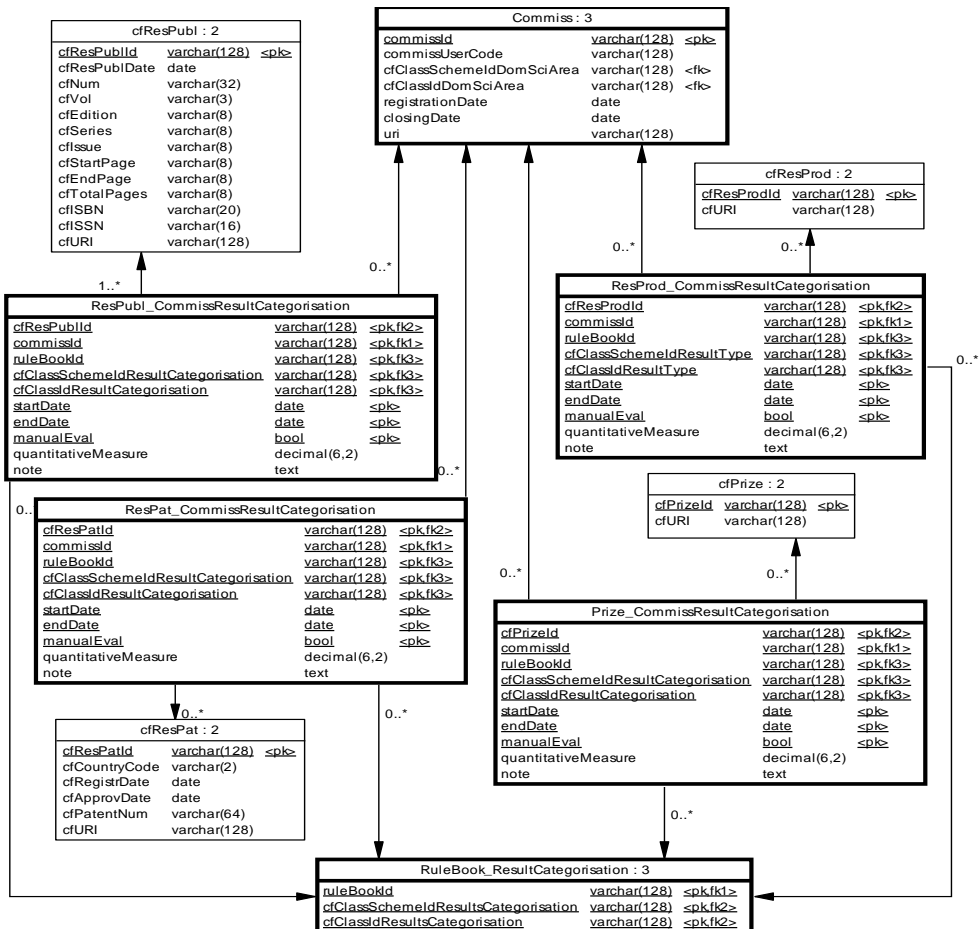 cfResPubl : 2
cfResPublId varchar(128) <pk>
cfResPublDate date
cfNum varchar(32)
cfVol varchar(3)
cfEdition varchar(8)
cfSeries varchar(8)
cfIssue varchar(8)
cfStartPage varchar(8)
cfEndPage varchar(8)
cfTotalPages varchar(8)
cfISBN varchar(20)
cfISSN varchar(16)
cfURI varchar(128)
Commiss : 3
commissId varchar(128) <pk>
commissUserCode varchar(128)
cfClassSchemeIdDomSciArea varchar(128) <fk>
cfClassIdDomSciArea varchar(128) <fk>
registrationDate date
closingDate date
uri varchar(128)
cfResProd : 2
cfResProdId varchar(128) <pk>
cfURI varchar(128)
1..*
0..*
0..*
0..*
ResPubl_CommissResultCategorisation
cfResPublId varchar(128) <pk,fk2>
commissId varchar(128) <pk,fk1>
ruleBookId varchar(128) <pk,fk3>
cfClassSchemeIdResultCategorisation varchar(128) <pk,fk3>
cfClassIdResultCategorisation varchar(128) <pk,fk3>
startDate date <pk>
endDate date <pk>
manualEval bool <pk>
quantitativeMeasure decimal(6,2)
note text
ResProd_CommissResultCategorisation
cfResProdId varchar(128) <pk,fk2>
commissId varchar(128) <pk,fk1>
ruleBookId varchar(128) <pk,fk3>
cfClassSchemeIdResultType varchar(128) <pk,fk3>
cfClassIdResultType varchar(128) <pk,fk3>
startDate date <pk>
endDate date <pk>
manualEval bool <pk>
quantitativeMeasure decimal(6,2)
note text
0..*
0..*
0..
cfPrize : 2
cfPrizeId varchar(128) <pk>
cfURI varchar(128)
ResPat_CommissResultCategorisation
cfResPatId varchar(128) <pk,fk2>
commissId varchar(128) <pk,fk1>
ruleBookId varchar(128) <pk,fk3>
cfClassSchemeIdResultCategorisation varchar(128) <pk,fk3>
cfClassIdResultCategorisation varchar(128) <pk,fk3>
startDate date <pk>
endDate date <pk>
manualEval bool <pk>
quantitativeMeasure decimal(6,2)
note text
0..*
0..*
Prize_CommissResultCategorisation
cfPrizeId varchar(128) <pk,fk2>
commissId varchar(128) <pk,fk1>
ruleBookId varchar(128) <pk,fk3>
cfClassSchemeIdResultCategorisation varchar(128) <pk,fk3>
cfClassIdResultCategorisation varchar(128) <pk,fk3>
startDate date <pk>
endDate date <pk>
manualEval bool <pk>
quantitativeMeasure decimal(6,2)
note text
0..*
0..*
cfResPat : 2
cfResPatId varchar(128) <pk>
cfCountryCode varchar(2)
cfRegistrDate date
cfApprovDate date
cfPatentNum varchar(64)
cfURI varchar(128)
0..*
RuleBook_ResultCategorisation : 3
ruleBookId varchar(128) <pk,fk1>
cfClassSchemeIdResultsCategorisation varchar(128) <pk,fk2>
cfClassIdResultsCategorisation varchar(128) <pk,fk2>